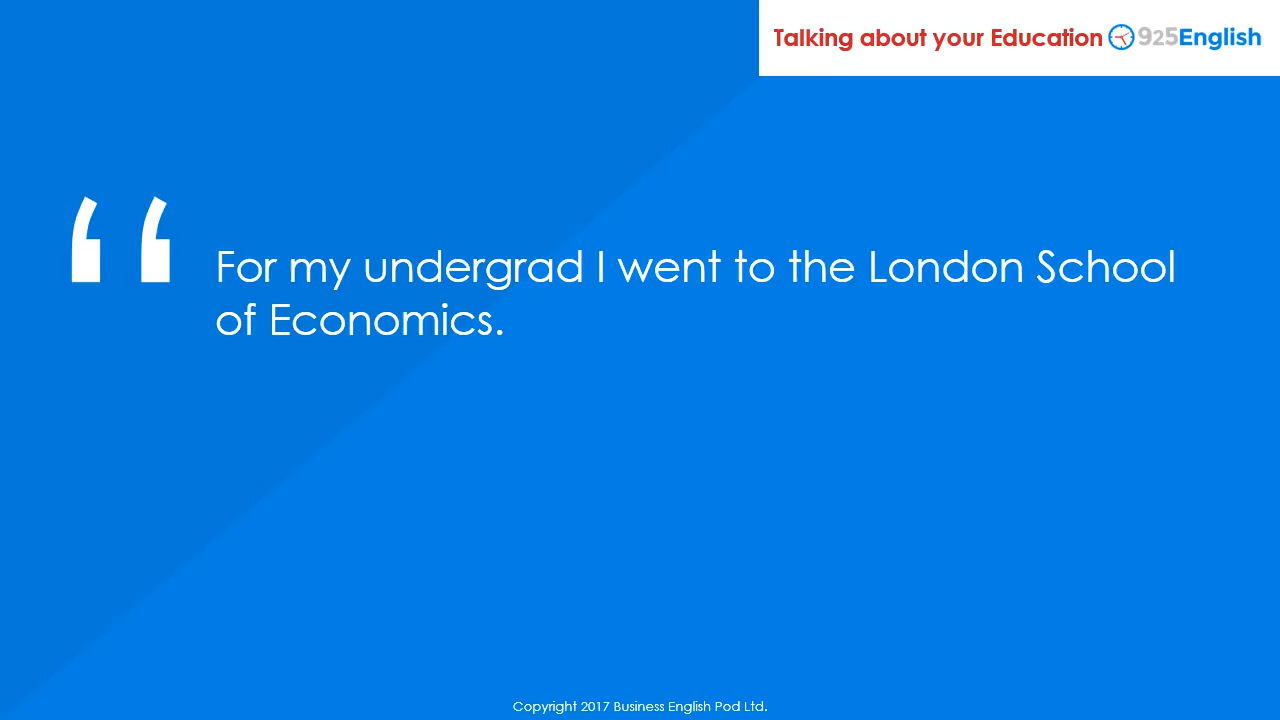 Talking about your Education 925English
“
For my undergrad I went to the London School
of Economics.
Copyright 2017 Business English Pod Ltd.